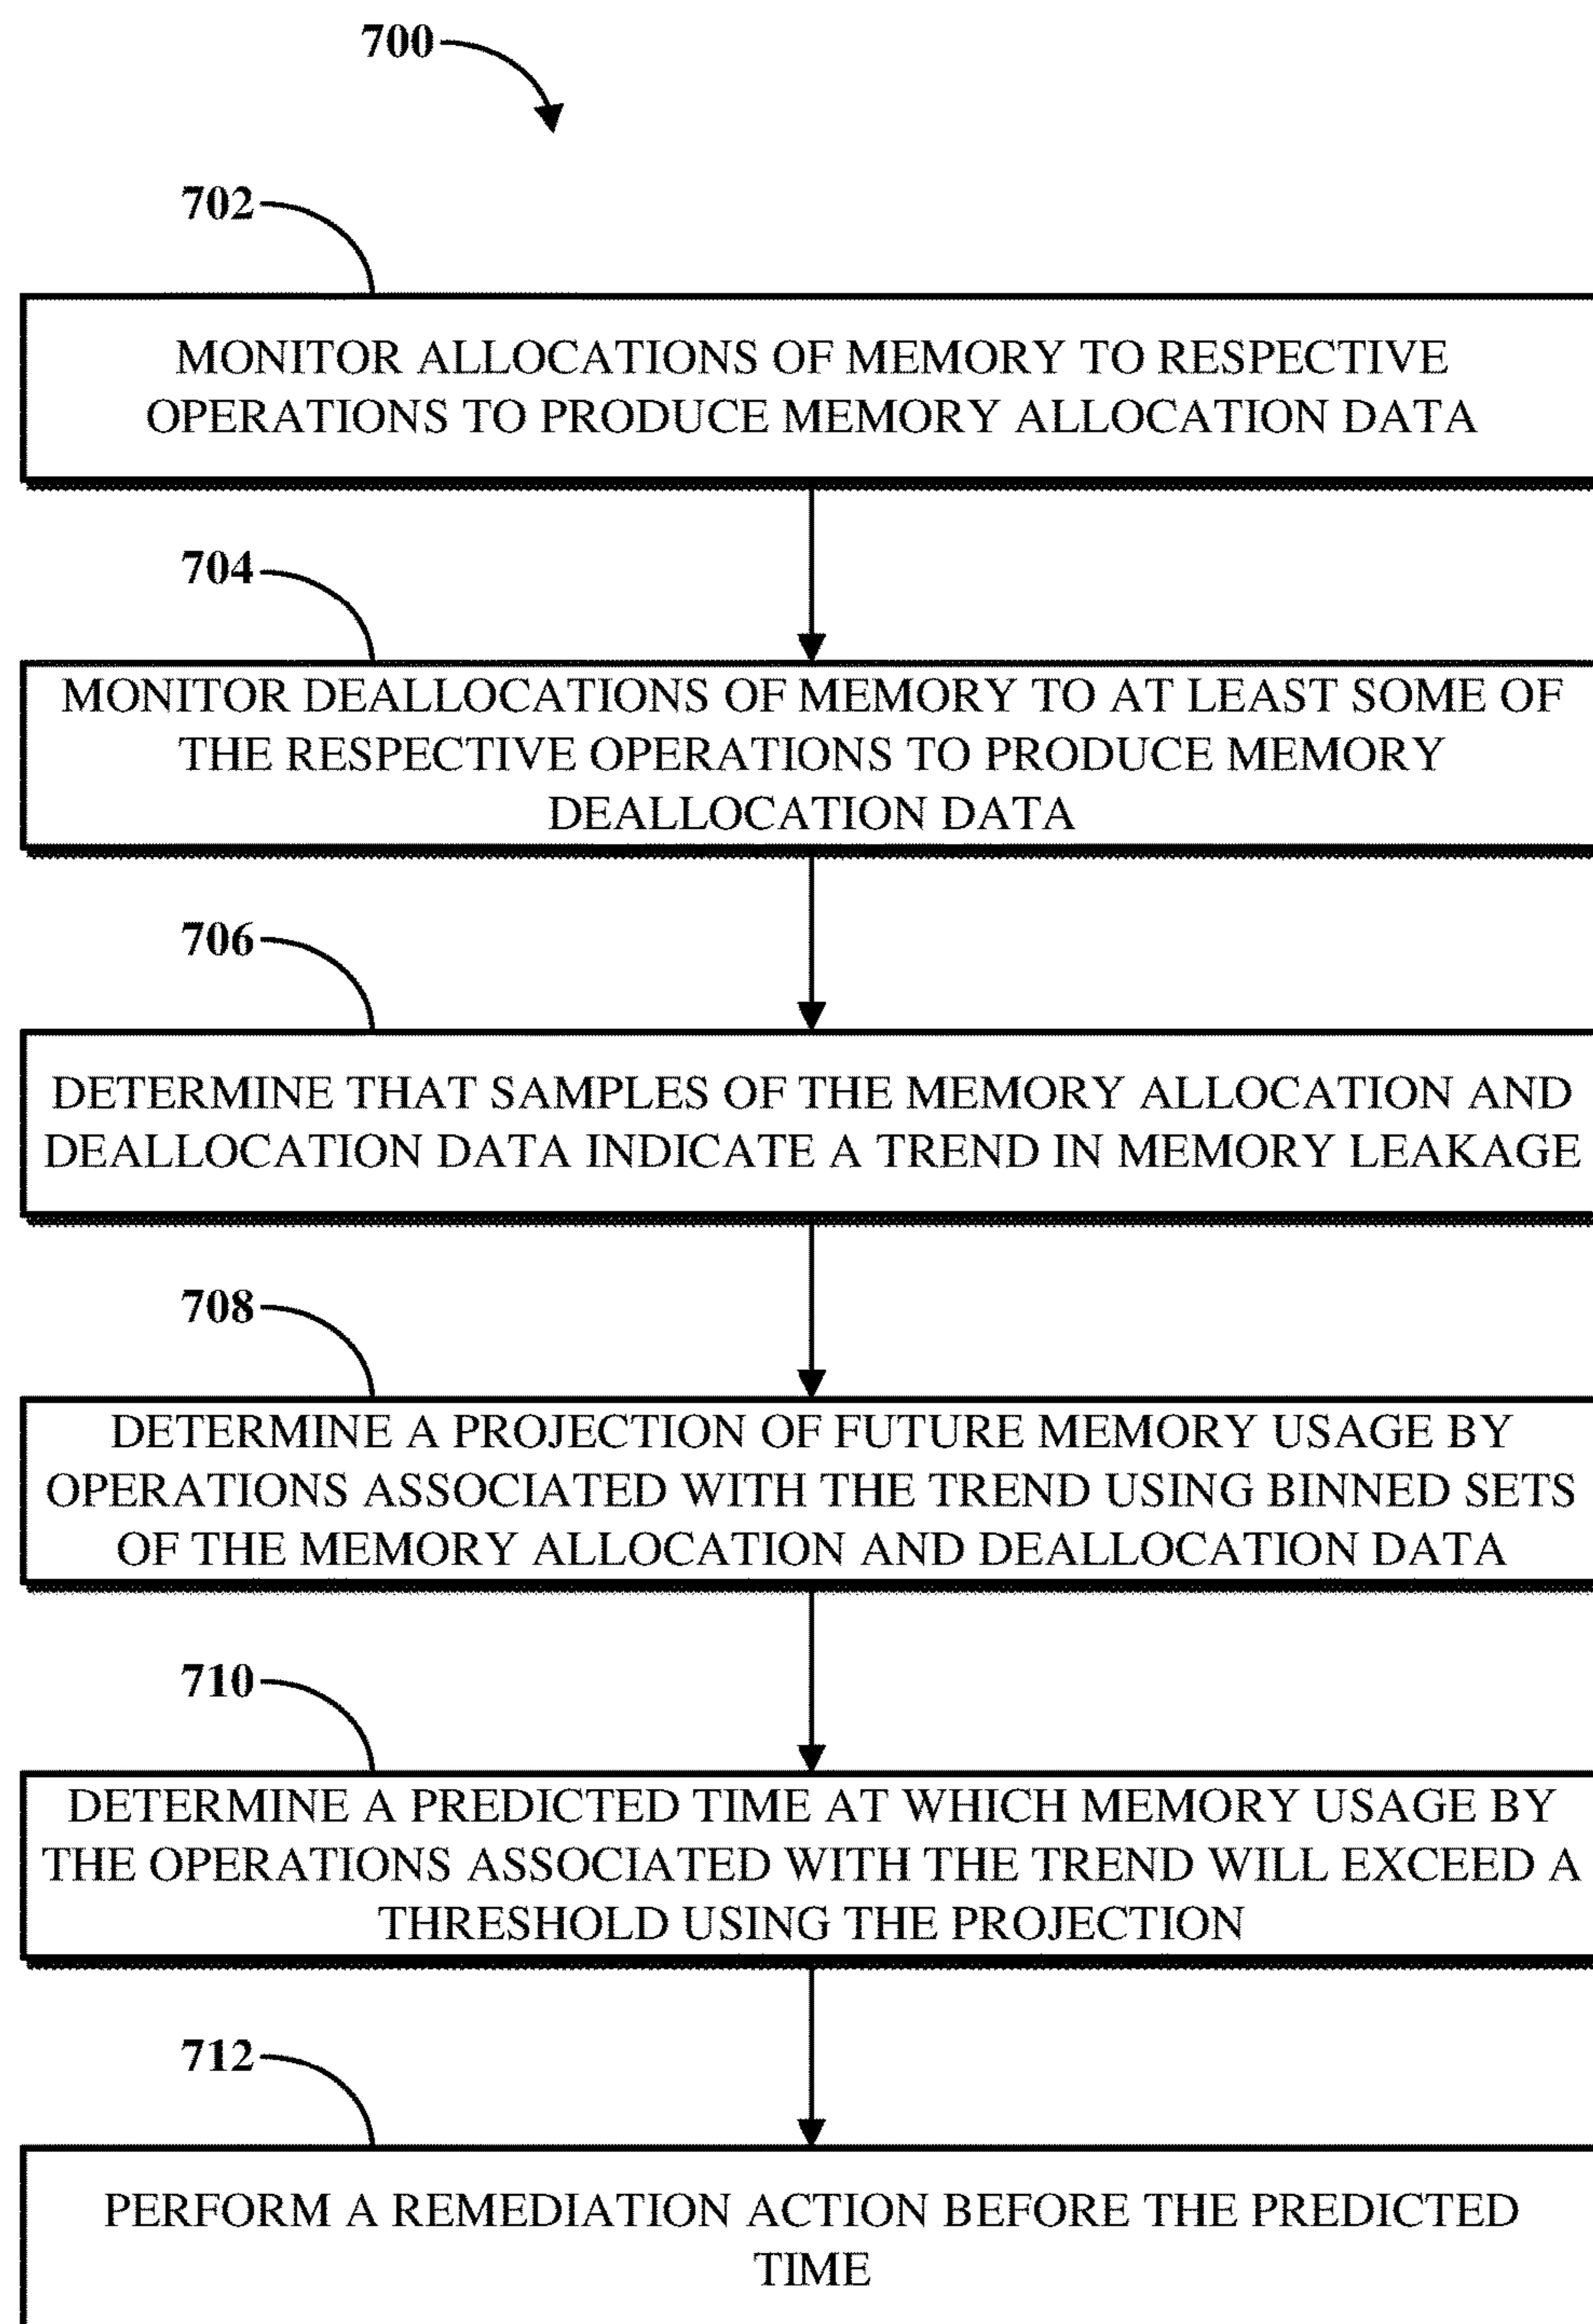 700
702
MONITOR ALLOCATIONS OF MEMORY TO RESPECTIVE
OPERATIONS TO PRODUCE MEMORY ALLOCATION DATA
704
MONITOR DEALLOCATIONS OF MEMORY TO AT LEAST SOME OF
THE RESPECTIVE OPERATIONS TO PRODUCE MEMORY
DEALLOCATION DATA
706
DETERMINE THAT SAMPLES OF THE MEMORY ALLOCATION AND
DEALLOCATION DATA INDICATE A TREND IN MEMORY LEAKAGE
708
DETERMINE A PROJECTION OF FUTURE MEMORY USAGE BY
OPERATIONS ASSOCIATED WITH THE TREND USING BINNED SETS
OF THE MEMORY ALLOCATION AND DEALLOCATION DATA
710
DETERMINE A PREDICTED TIME AT WHICH MEMORY USAGE BY
THE OPERATIONS ASSOCIATED WITH THE TREND WILL EXCEED A
THRESHOLD USING THE PROJECTION
712
PERFORM A REMEDIATION ACTION BEFORE THE PREDICTED
TIME